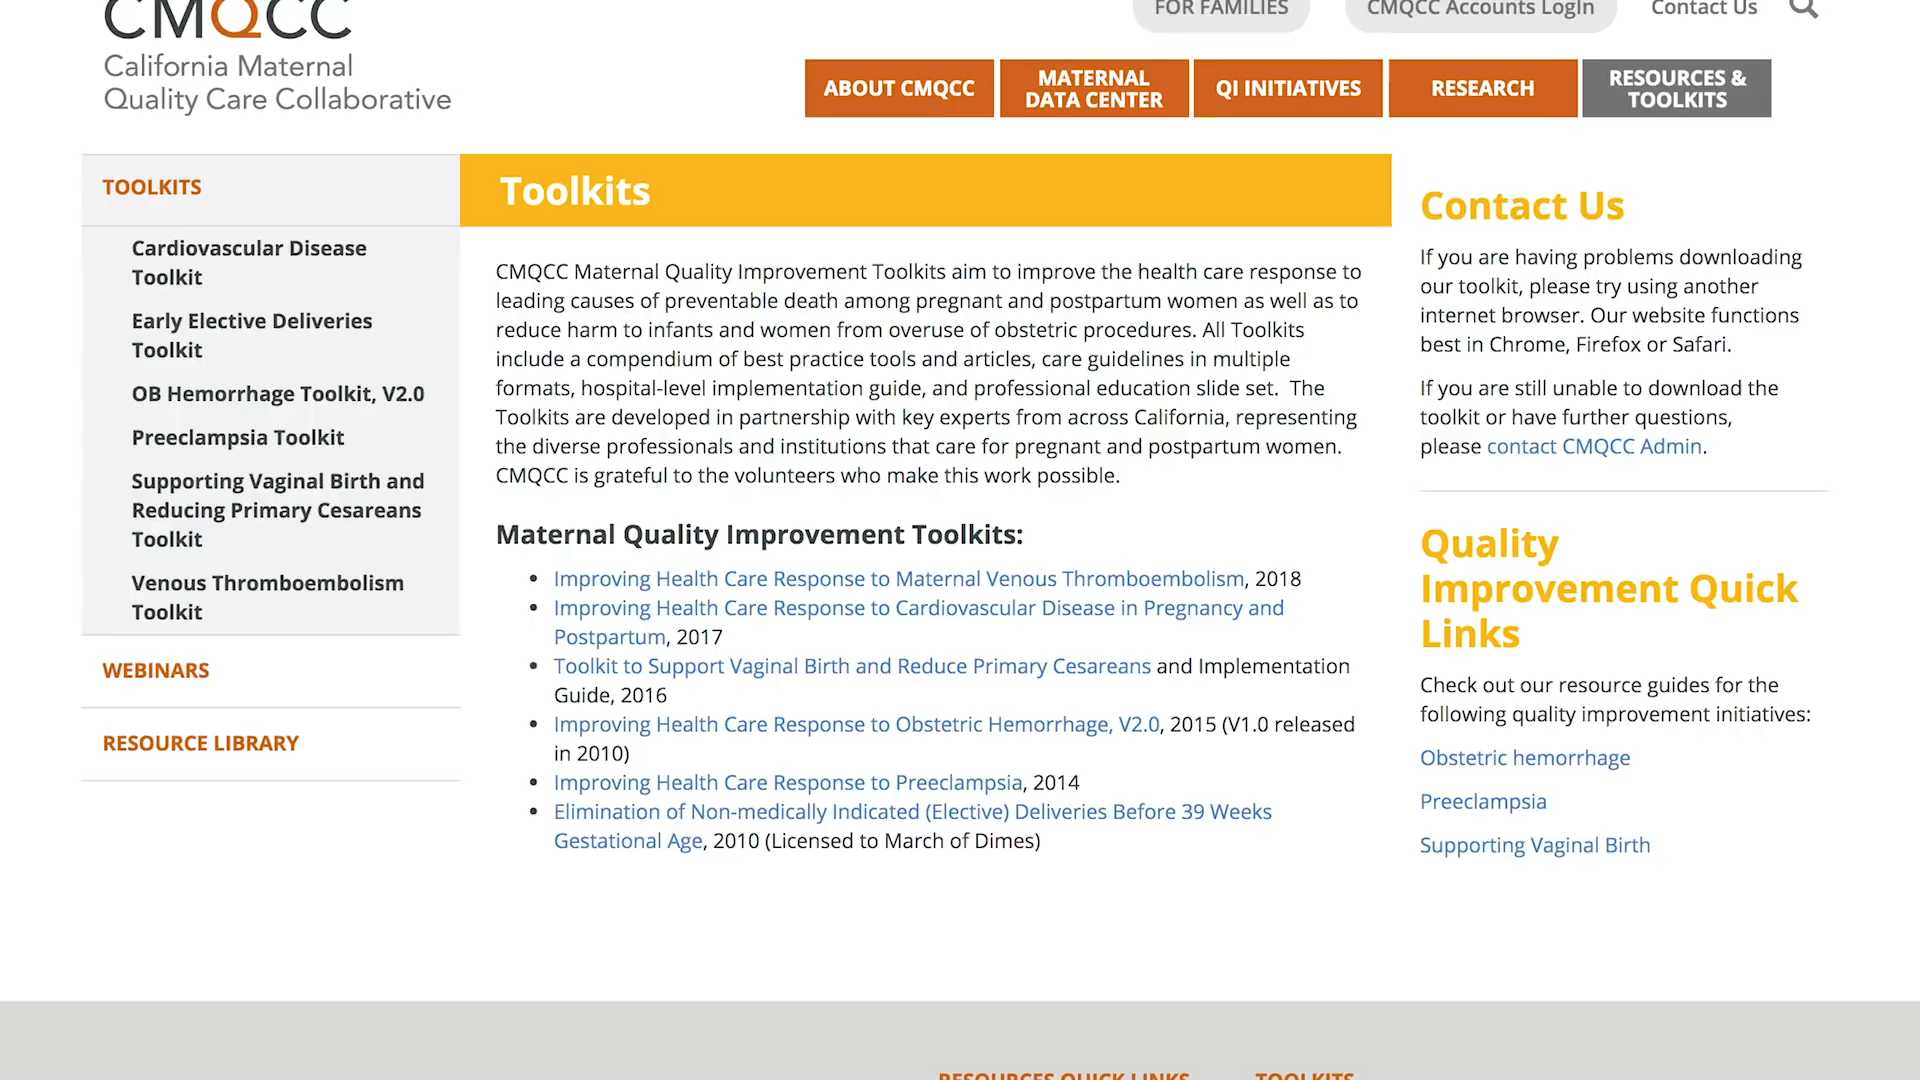 CMQCC
California Maternal
Quality Care Collaborative
FOR FAMILIES
CMQCC Accounts LogIn
Contact Us
ABOUT CMQCC
MATERNAL
DATA CENTER
QI INITIATIVES
RESEARCH
RESOURCES &
TOOLKITS
TOOLKITS
Cardiovascular Disease
Toolkit
Early Elective Deliveries
Toolkit
OB Hemorrhage Toolkit, V2.0
Preeclampsia Toolkit
Supporting Vaginal Birth and
Reducing Primary Cesareans
Toolkit
Venous Thromboembolism
Toolkit
WEBINARS
RESOURCE LIBRARY
Toolkits
CMQCC Maternal Quality Improvement Toolkits aim to improve the health care response to
leading causes of preventable death among pregnant and postpartum women as well as to
reduce harm to infants and women from overuse of obstetric procedures. All Toolkits
include a compendium of best practice tools and articles, care guidelines in multiple
formats, hospital-level implementation guide, and professional education slide set.  The
Toolkits are developed in partnership with key experts from across California, representing
the diverse professionals and institutions that care for pregnant and postpartum women.
CMQCC is grateful to the volunteers who make this work possible.
Maternal Quality Improvement Toolkits:
• Improving Health Care Response to Maternal Venous Thromboembolism, 2018
• Improving Health Care Response to Cardiovascular Disease in Pregnancy and
Postpartum, 2017
• Toolkit to Support Vaginal Birth and Reduce Primary Cesareans and Implementation
Guide, 2016
• Improving Health Care Response to Obstetric Hemorrhage, V2.0, 2015 (V1.0 released
in 2010)
• Improving Health Care Response to Preeclampsia, 2014
• Elimination of Non-medically Indicated (Elective) Deliveries Before 39 Weeks
Gestational Age, 2010 (Licensed to March of Dimes)
Contact Us
If you are having problems downloading
our toolkit, please try using another
internet browser. Our website functions
best in Chrome, Firefox or Safari.
If you are still unable to download the
toolkit or have further questions,
please contact CMQCC Admin.
Quality
Improvement Quick
Links
Check out our resource guides for the
following quality improvement initiatives:
Obstetric hemorrhage
Preeclampsia
Supporting Vaginal Birth
RESOURCES QUICK LINKS
TOOLKITS